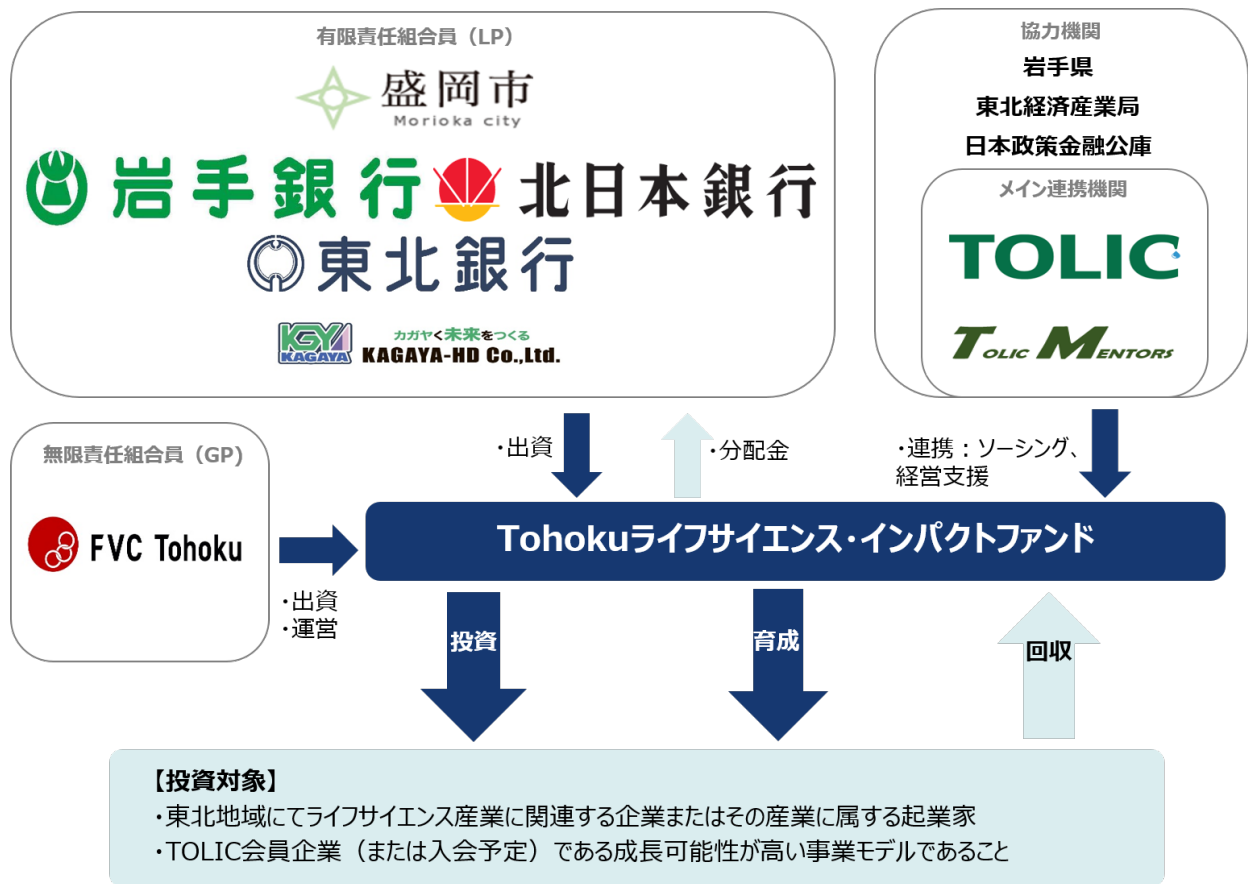 有限責任組合員（LP）
盛岡市
Morioka city
岩手銀行
北日本銀行
東北銀行
KGY
KAGAYA
カガヤく未来をつくる
KAGAYA-HD Co.,Ltd.
協力機関
岩手県
東北経済産業局
日本政策金融公庫
メイン連携機関
TOLIC
TOLIC MENTORS
・出資
・分配金
・連携：ソーシング、
経営支援
無限責任組合員（GP）
FVC Tohoku
・出資
・運営
Tohokuライフサイエンス・インパクトファンド
投資
育成
回収
【投資対象】
・東北地域にてライフサイエンス産業に関連する企業またはその産業に属する起業家
・TOLIC会員企業（または入会予定）である成長可能性が高い事業モデルであること